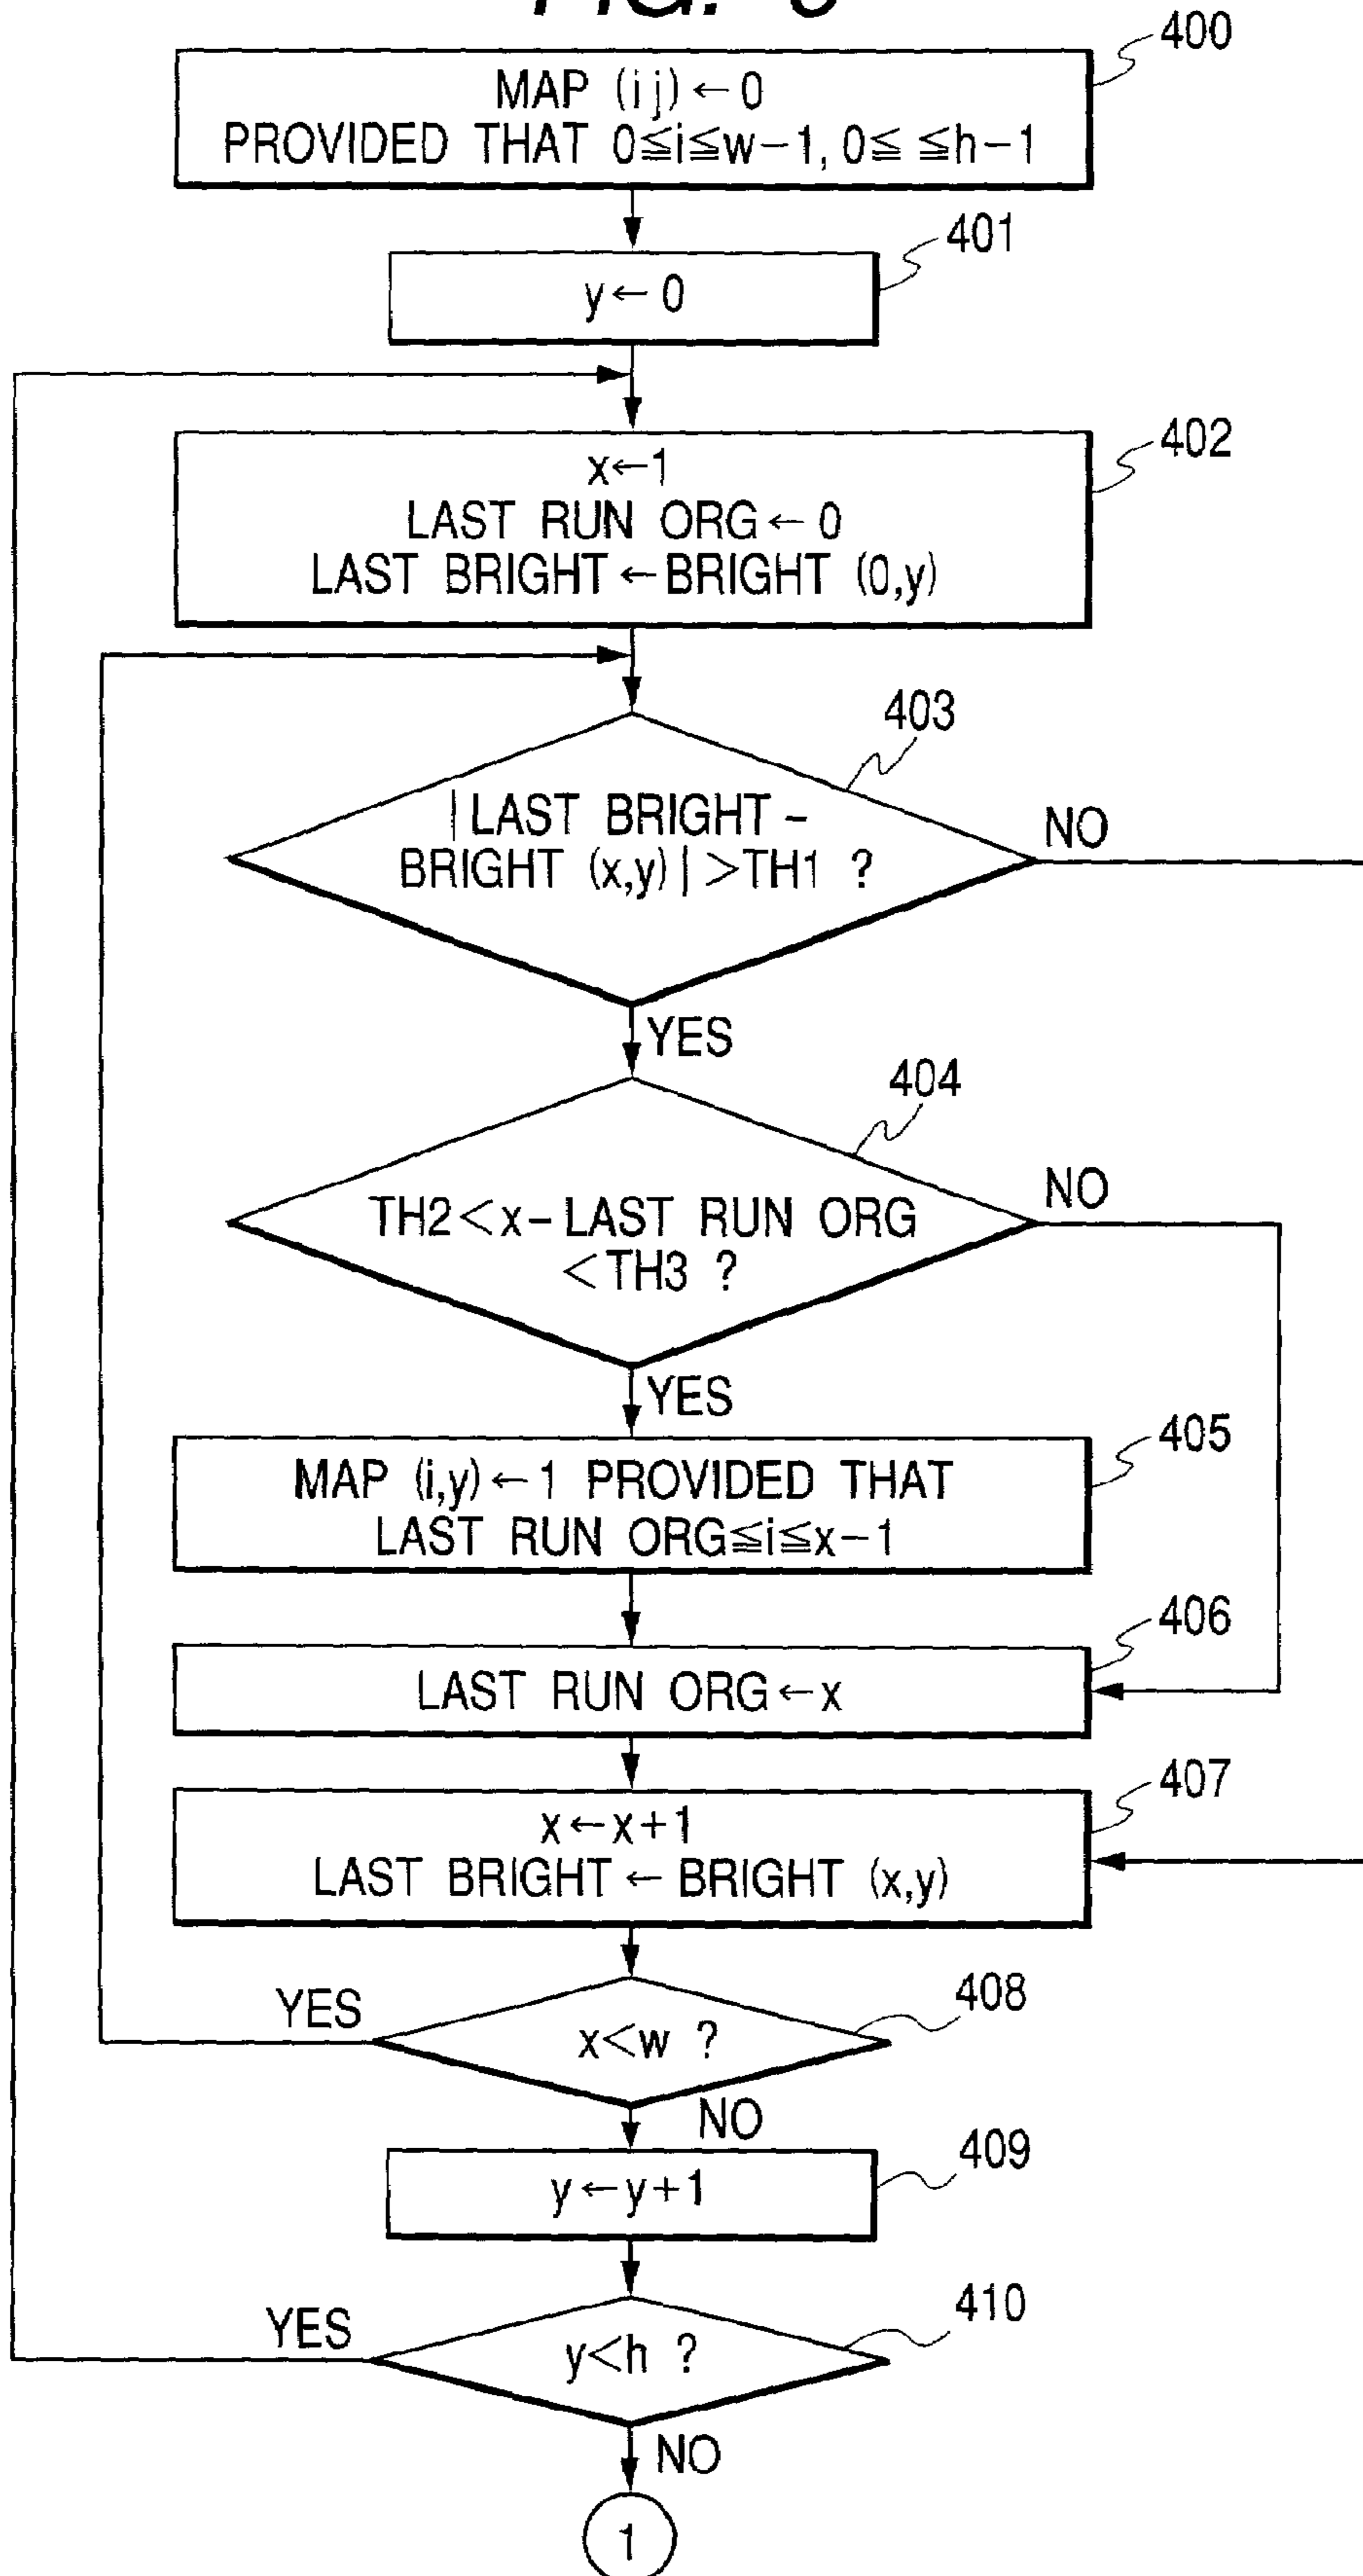 FIG.
400
MAP (i j)←0
PROVIDED THAT 0≦i≦w-1, 0≦ ≦h-1
401
y←0
402
x←1
LAST RUN ORG←0
LAST BRIGHT←BRIGHT (0,y)
403
|LAST BRIGHT-
BRIGHT (x,y)|>TH1 ?
NO
YES
404
TH2<x-LAST RUN ORG
<TH3 ?
NO
YES
405
MAP (i,y)←1 PROVIDED THAT
LAST RUN ORG≦i≦x-1
406
LAST RUN ORG←x
407
x←x+1
LAST BRIGHT←BRIGHT (x,y)
408
x<w ?
YES
NO
409
y←y+1
410
y<h ?
YES
NO
1